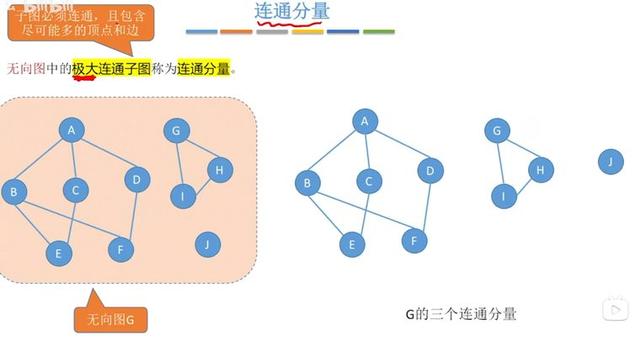 连通分量
子图必须连通，且包含
尽可能多的顶点和边
无向图中的极大连通子图称为连通分量。
A
G
B
C
D
H
I
E
F
J
无向图G
A
G
J
B
C
D
H
I
E
F
G的三个连通分量